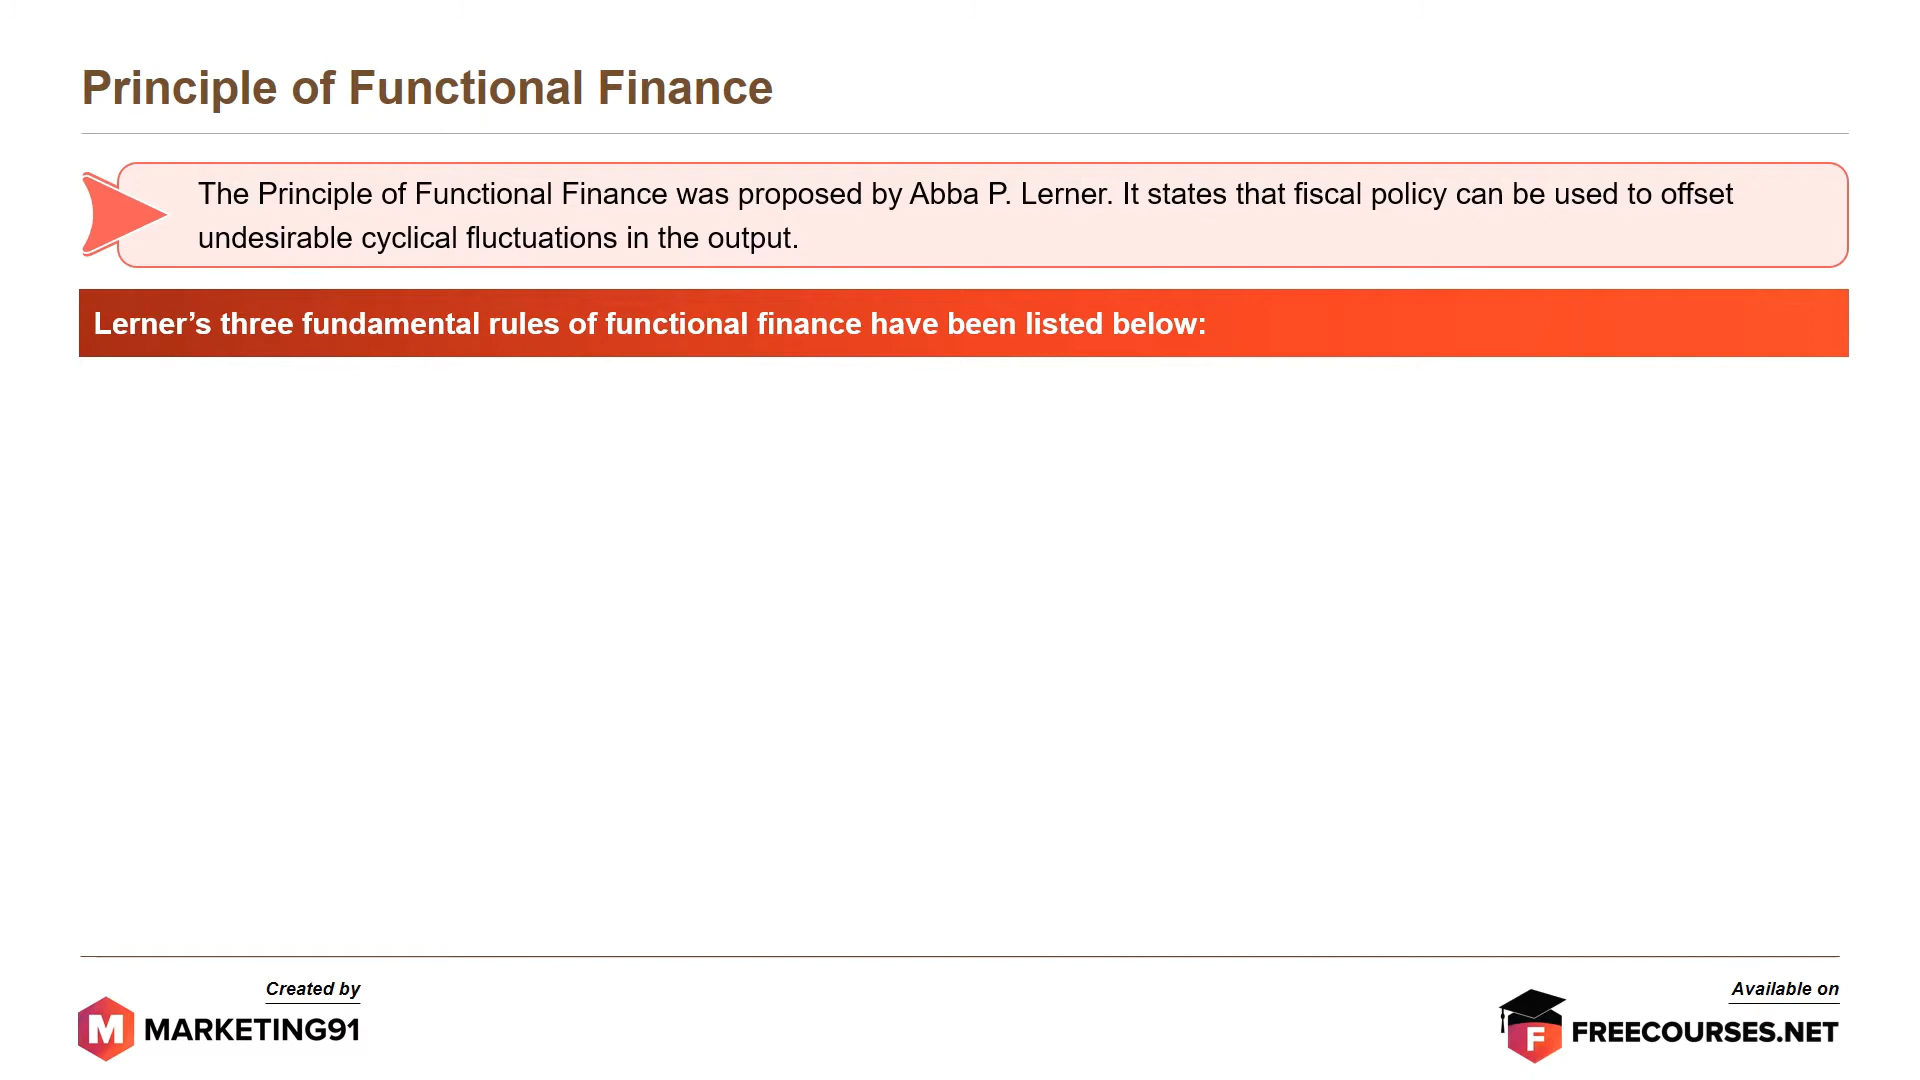 Principle of Functional Finance
The Principle of Functional Finance was proposed by Abba P. Lerner. It states that fiscal policy can be used to offset
undesirable cyclical fluctuations in the output.
Lerner’s three fundamental rules of functional finance have been listed below:
Created by
M MARKETING91
Available on
F FREECOURSES.NET